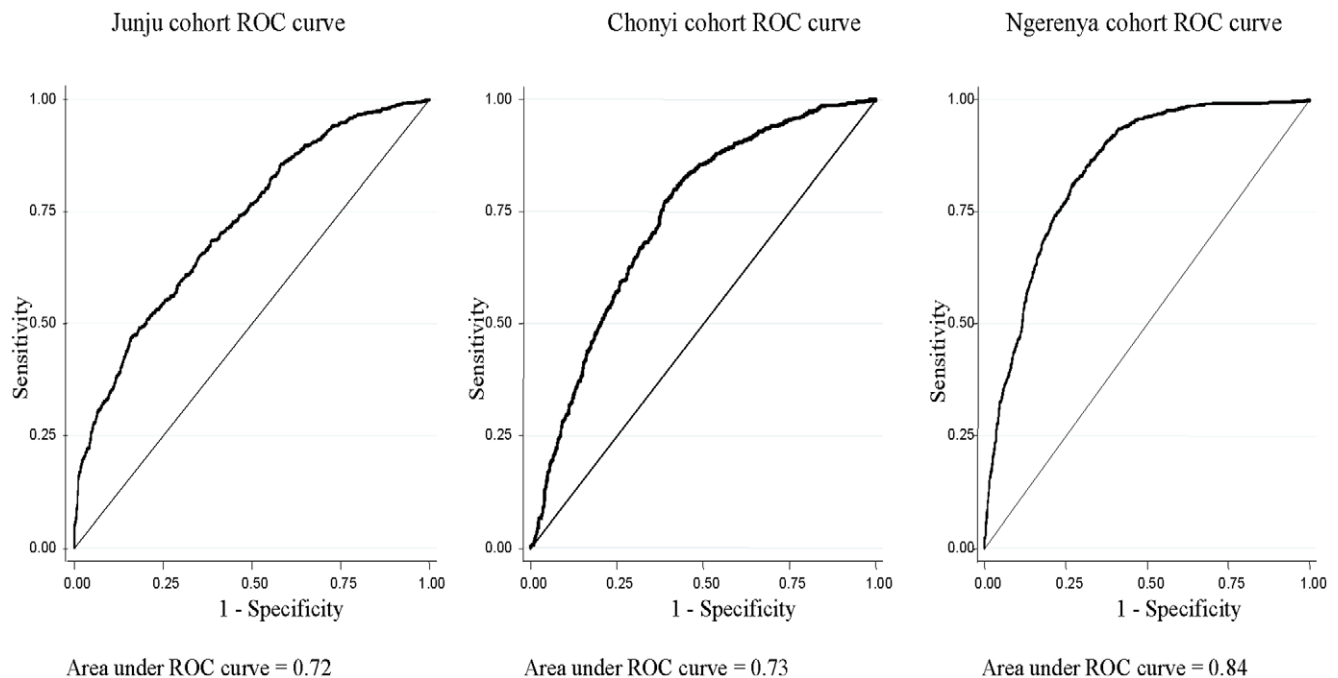 Junju cohort ROC curve
Chonyi cohort ROC curve
Ngerenya cohort ROC curve
Sensitivity
1.00
0.75
0.50
0.25
0.00
0.00 0.25 0.50 0.75 1.00
1 - Specificity
Sensitivity
1.00
0.75
0.50
0.25
0.00
0.00 0.25 0.50 0.75 1.00
1 - Specificity
Sensitivity
1.00
0.75
0.50
0.25
0.00
0.00 0.25 0.50 0.75 1.00
1 - Specificity
Area under ROC curve = 0.72
Area under ROC curve = 0.73
Area under ROC curve = 0.84